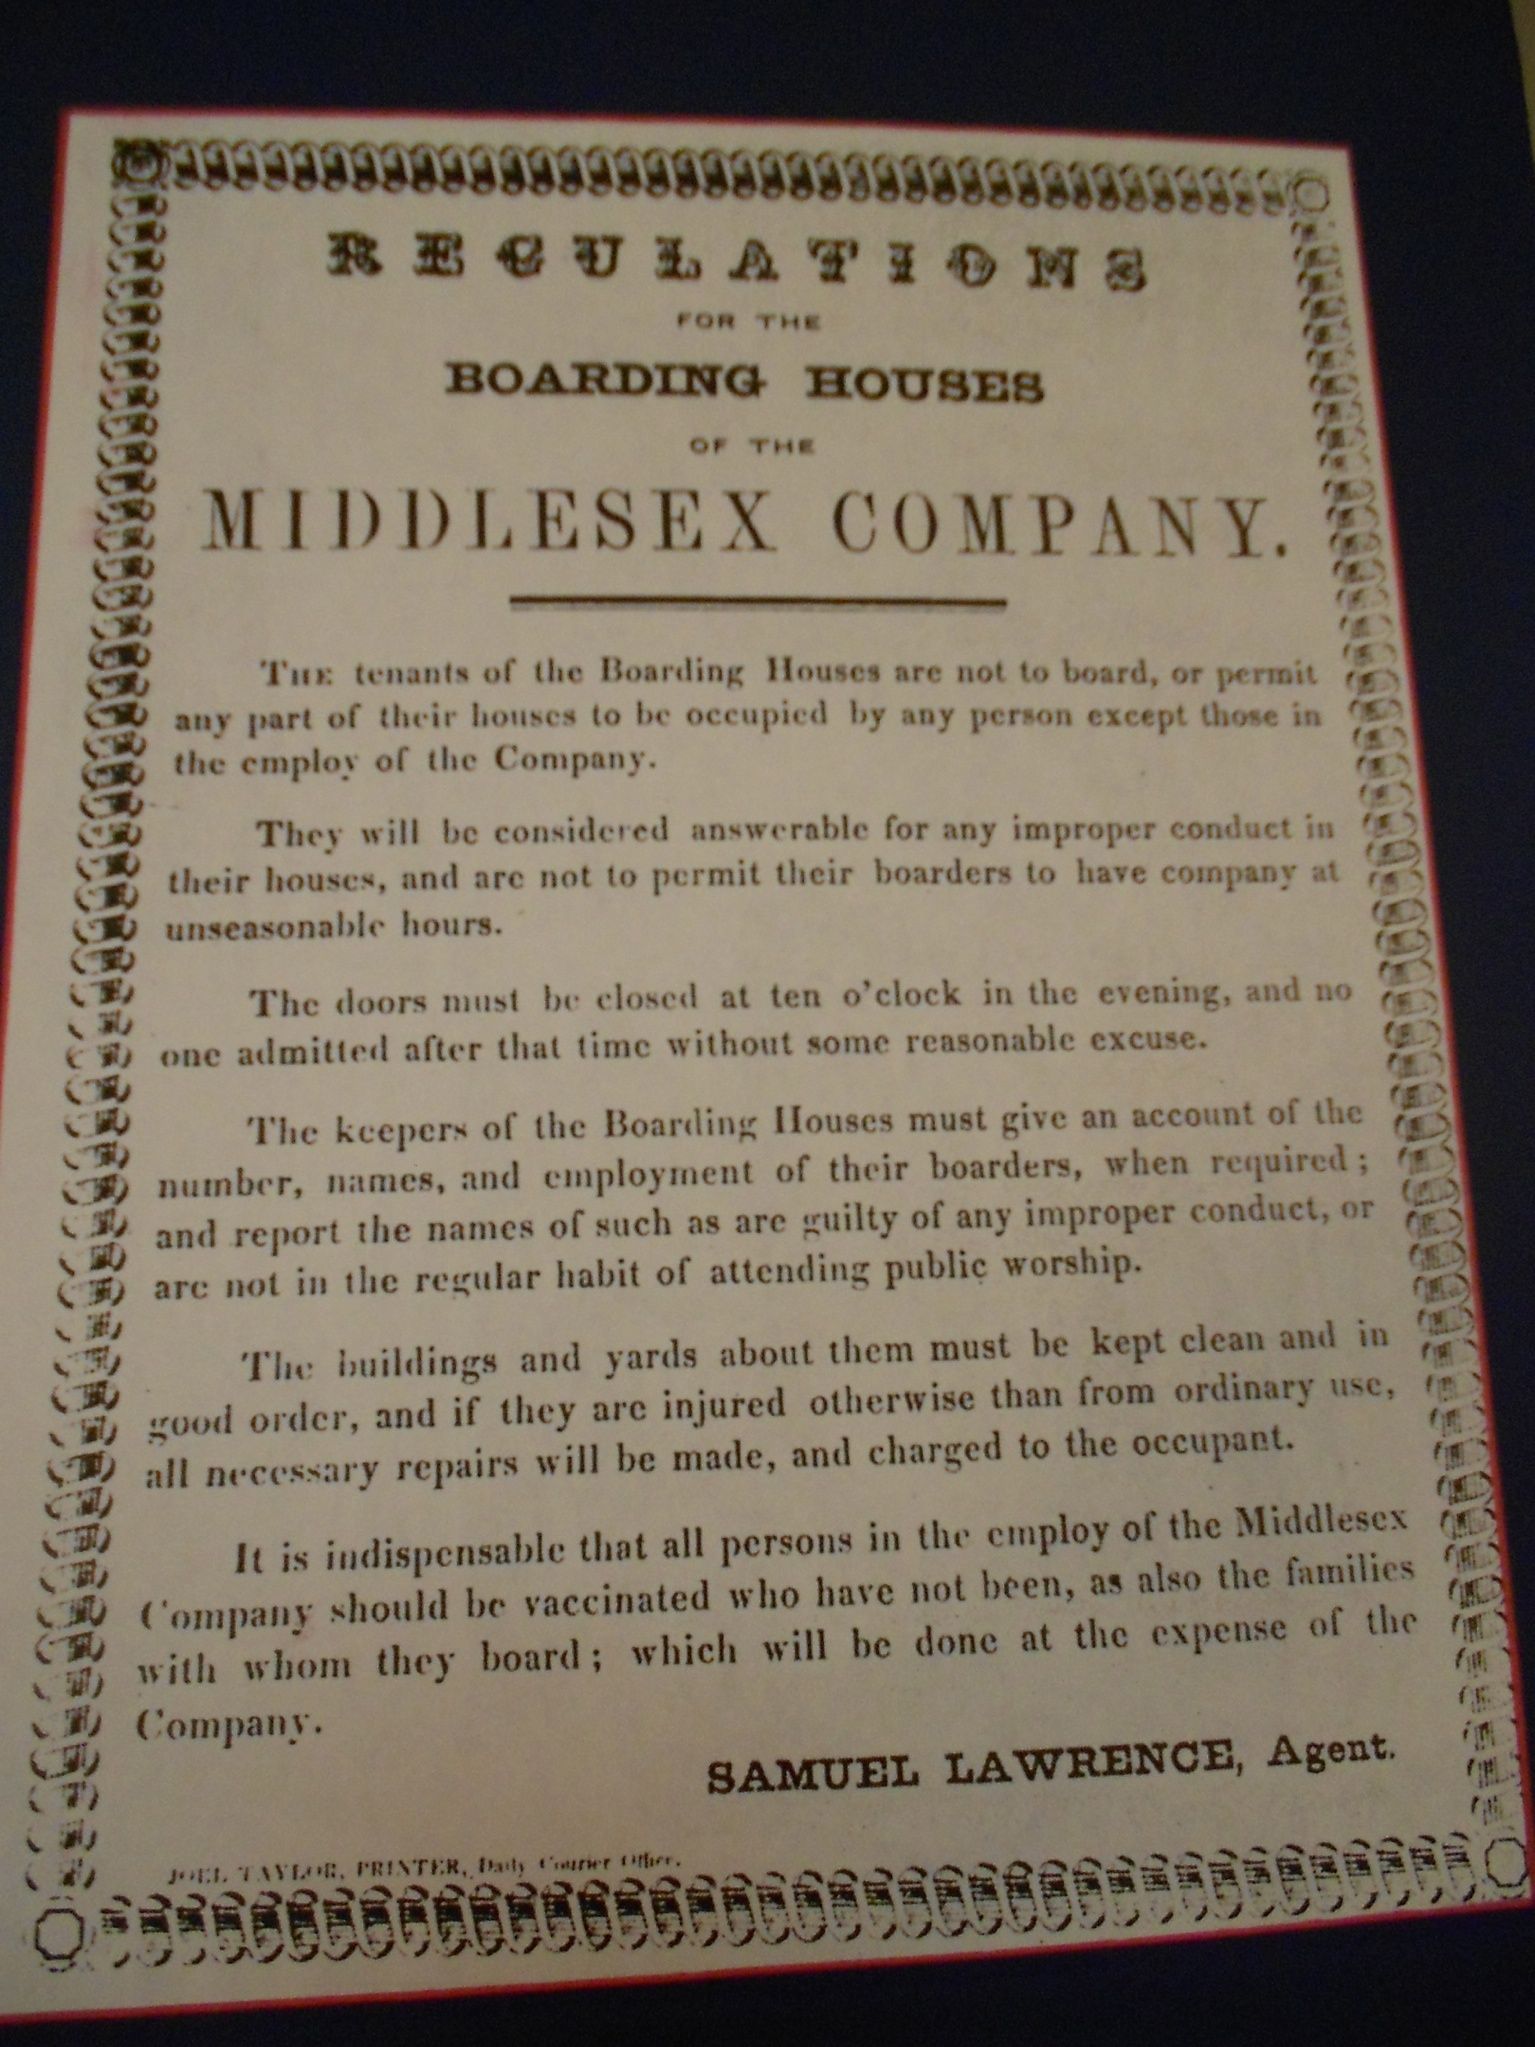 REGULATIONS
FOR THE
BOARDING HOUSES
OF THE
MIDDLESEX COMPANY.
THE tenants of the Boarding Houses are not to board, or permit
any part of their houses to be occupied by any person except those in
the employ of the Company.
They will be considered answerable for any improper conduct in
their houses, and are not to permit their boarders to have company at
unseasonable hours.
The doors must be closed at ten o'clock in the evening, and no
one admitted after that time without some reasonable excuse.
The keepers of the Boarding Houses must give an account of the
number, names, and employment of their boarders, when required;
and report the names of such as are guilty of any improper conduct, or
are not in the regular habit of attending public worship.
The buildings and yards about them must be kept clean and in
good order, and if they are injured otherwise than from ordinary use,
all necessary repairs will be made, and charged to the occupant.
It is indispensable that all persons in the employ of the Middlesex
Company should be vaccinated who have not been, as also the families
with whom they board; which will be done at the expense of the
Company.
SAMUEL LAWRENCE, Agent.
JOEL TAYLOR, PRINTER, Daily Courier Office.